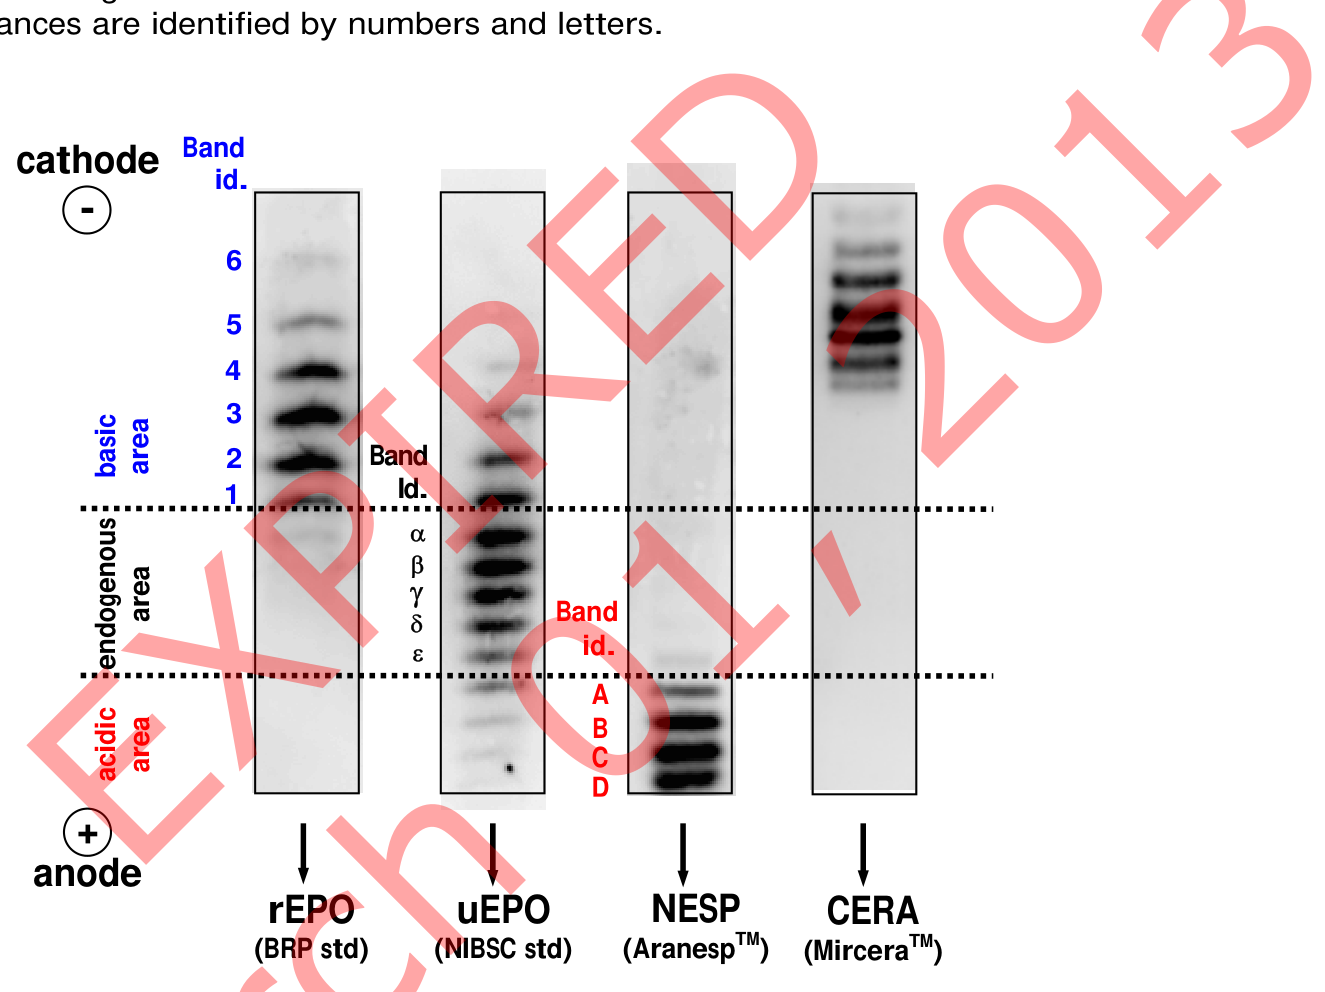 ances are identified by numbers and letters.
cathode
-
Band
id.
6
5
4
3
2
1
basic
area
Band
Id.
α
β
γ
δ
ε
endogenous
area
Band
id.
A
B
C
D
acidic
area
+
anode
rEPO
(BRP std)
uEPO
(NIBSC std)
NESP
(Aranesp™)
CERA
(Mircera™)
EXPIRED
rch 01, 2013